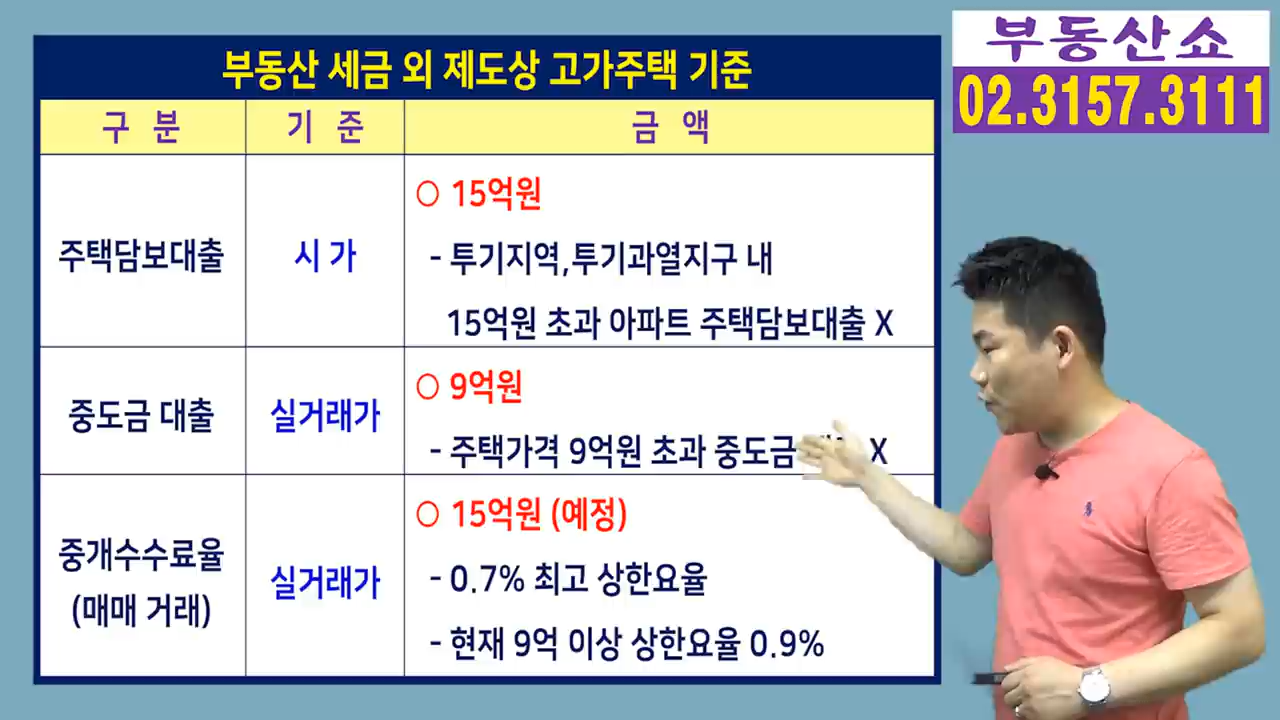 부동산 세금 외 제도상 고가주택 기준
부동산쇼
02.3157.3111
구 분 기 준 금 액
주택담보대출 시 가
○ 15억원
- 투기지역,투기과열지구 내
15억원 초과 아파트 주택담보대출 X
중도금 대출 실거래가
○ 9억원
- 주택가격 9억원 초과 중도금 X
중개수수료율
(매매 거래)
실거래가
○ 15억원 (예정)
- 0.7% 최고 상한요율
- 현재 9억 이상 상한요율 0.9%